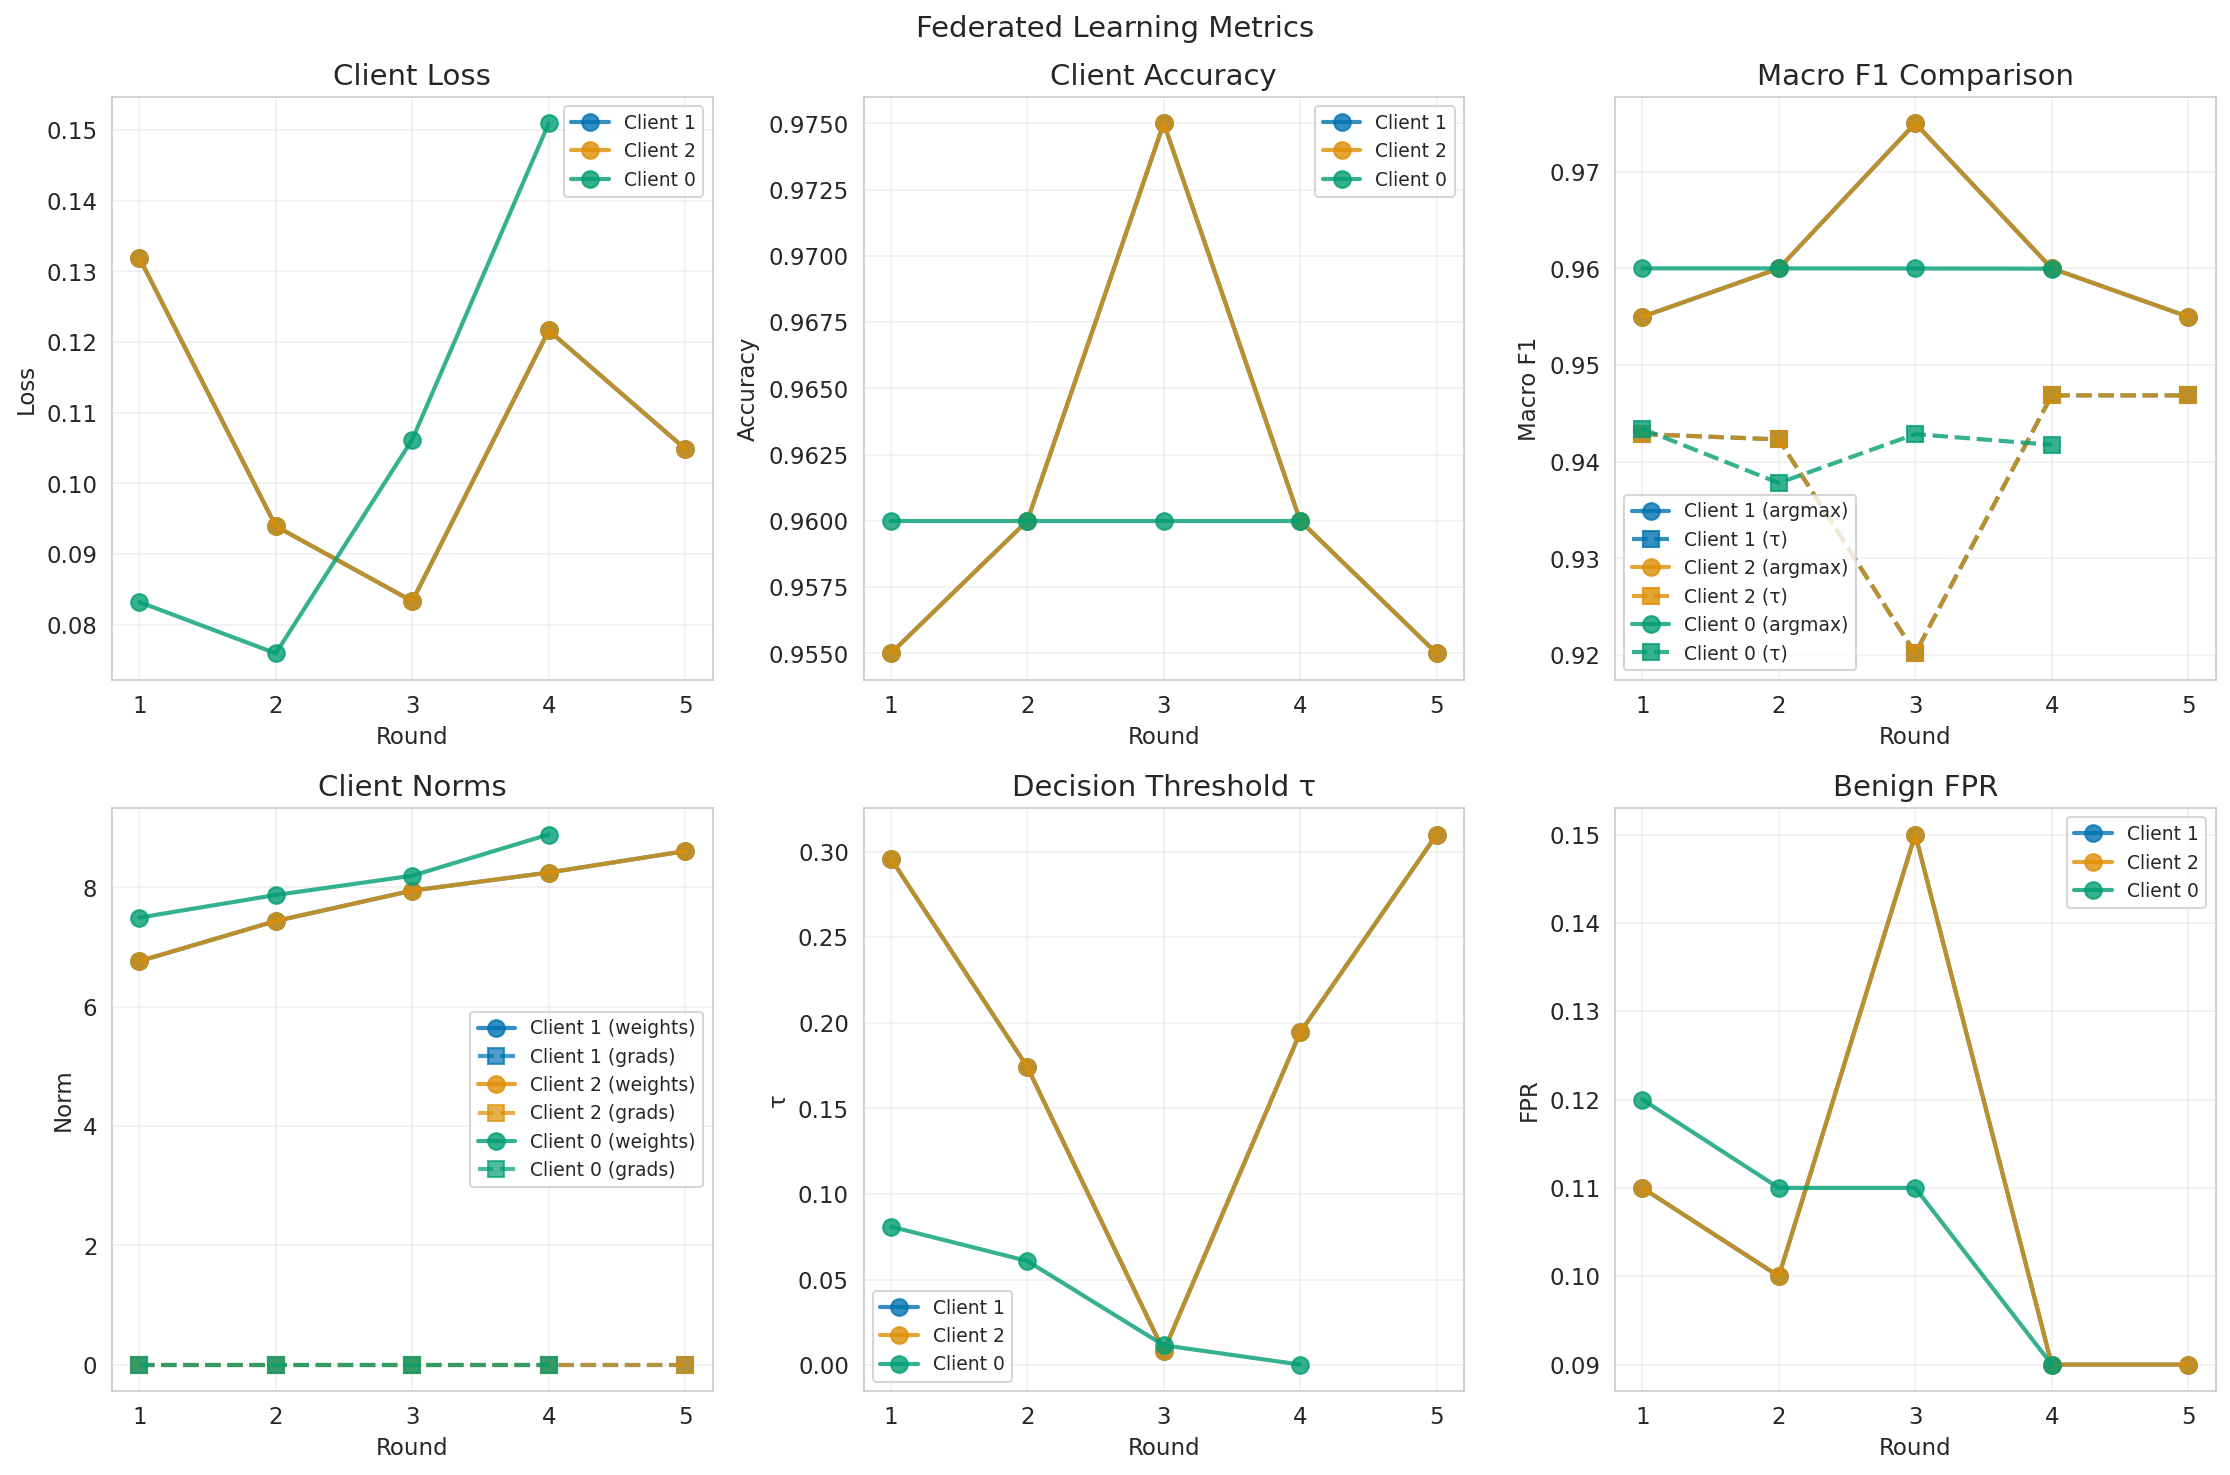 Federated Learning Metrics
Client Loss
0.15
0.14
0.13
0.12
0.11
0.10
0.09
0.08
Loss
1 2 3 4 5
Round
Client 1
Client 2
Client 0
Client Accuracy
0.9750
0.9725
0.9700
0.9675
0.9650
0.9625
0.9600
0.9575
0.9550
Accuracy
1 2 3 4 5
Round
Client 1
Client 2
Client 0
Macro F1 Comparison
0.97
0.96
0.95
0.94
0.93
0.92
Macro F1
1 2 3 4 5
Round
Client 1 (argmax)
Client 1 (τ)
Client 2 (argmax)
Client 2 (τ)
Client 0 (argmax)
Client 0 (τ)
Client Norms
8
6
4
2
0
Norm
1 2 3 4 5
Round
Client 1 (weights)
Client 1 (grads)
Client 2 (weights)
Client 2 (grads)
Client 0 (weights)
Client 0 (grads)
Decision Threshold τ
0.30
0.25
0.20
0.15
0.10
0.05
0.00
τ
1 2 3 4 5
Round
Client 1
Client 2
Client 0
Benign FPR
0.15
0.14
0.13
0.12
0.11
0.10
0.09
FPR
1 2 3 4 5
Round
Client 1
Client 2
Client 0